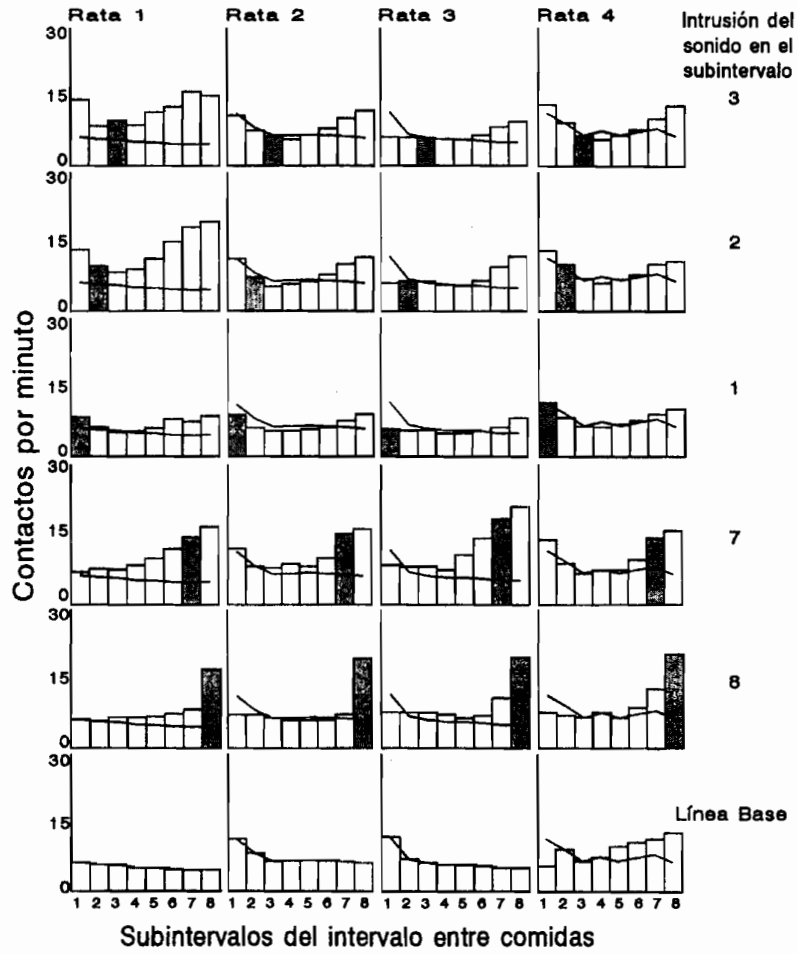 Rata 1 Rata 2 Rata 3 Rata 4
Intrusión del
sonido en el
subintervalo
30
15
0
3
30
15
0
2
30
15
0
1
30
15
0
7
30
15
0
8
30
15
0
Línea Base
Contactos por minuto
1 2 3 4 5 6 7 8 1 2 3 4 5 6 7 8 1 2 3 4 5 6 7 8 1 2 3 4 5 6 7 8
Subintervalos del intervalo entre comidas